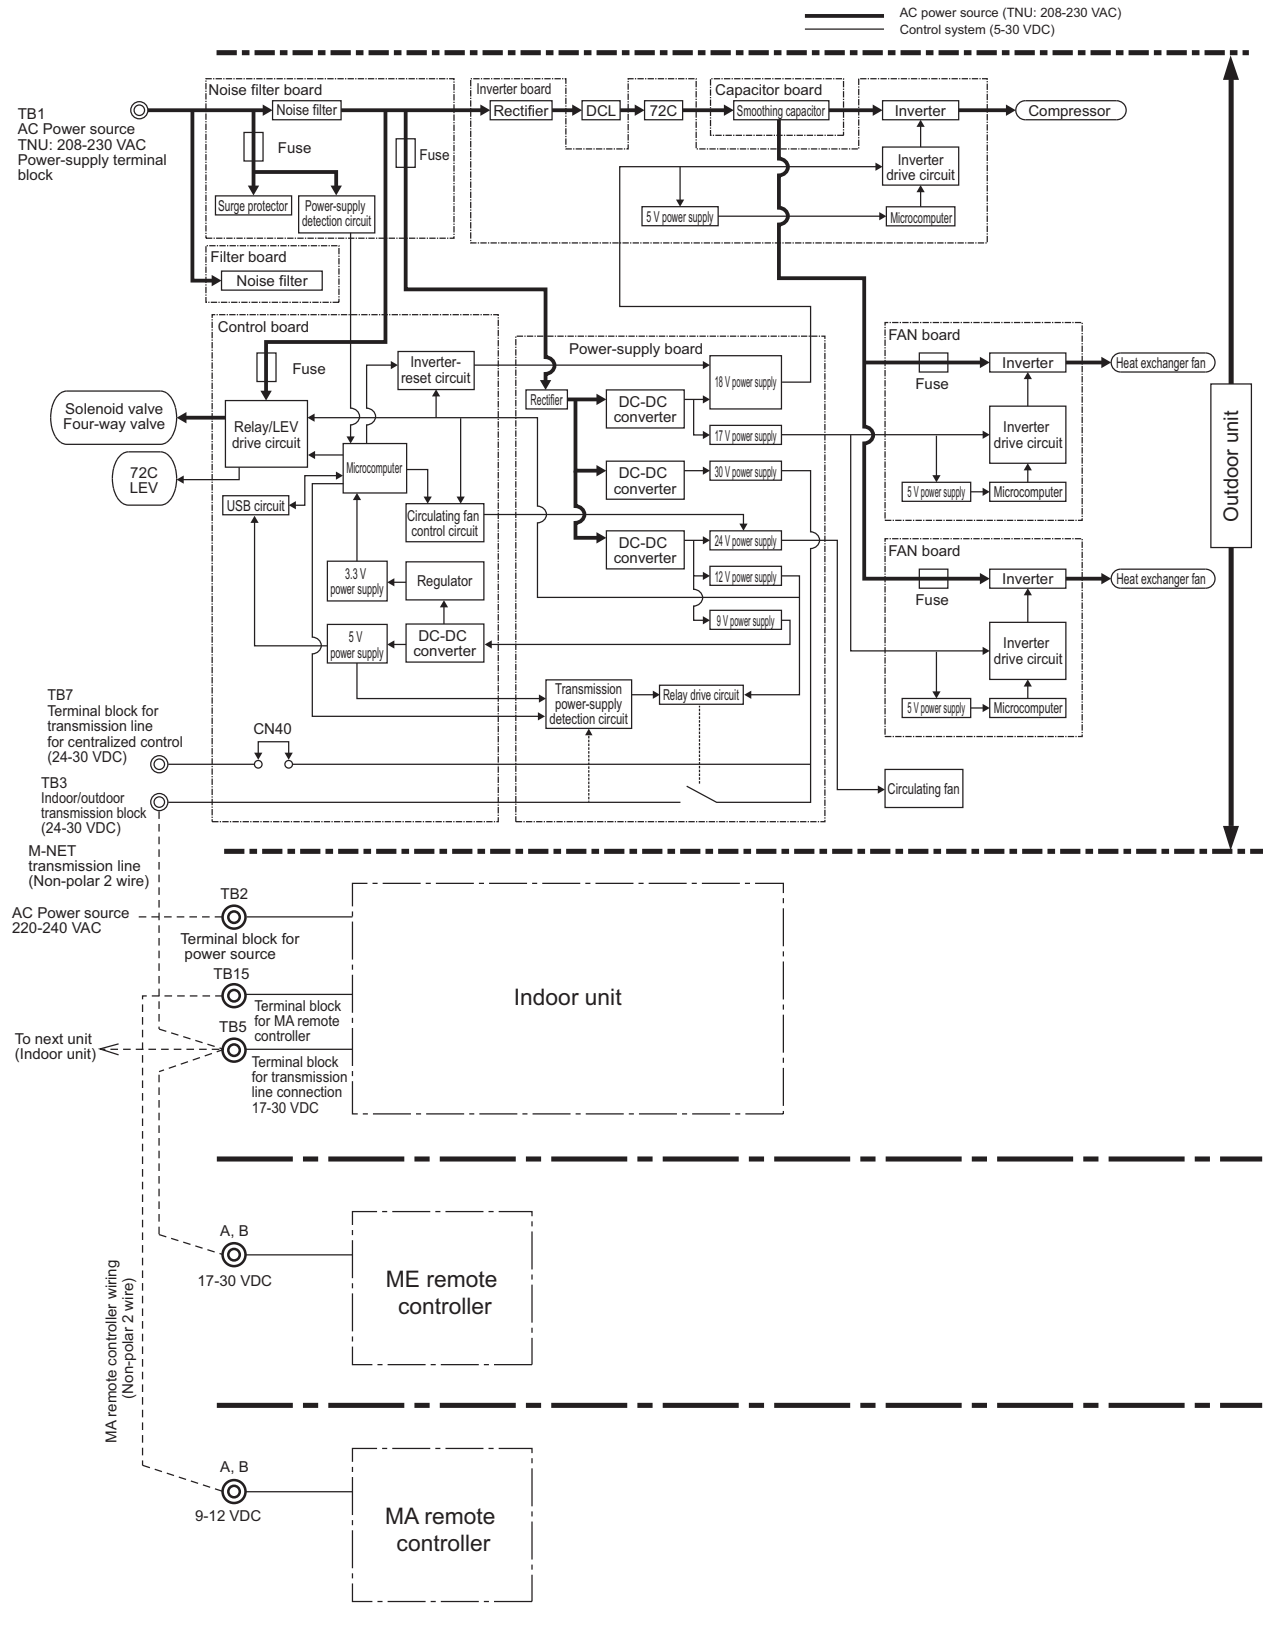 AC power source (TNU: 208-230 VAC)
Control system (5-30 VDC)
TB1
AC Power source
TNU: 208-230 VAC
Power-supply terminal
block
Noise filter board
Noise filter
Fuse
Fuse
Surge protector
Power-supply
detection circuit
Filter board
Noise filter
Inverter board
Rectifier
DCL
72C
Capacitor board
Smoothing capacitor
Inverter
Compressor
Inverter
drive circuit
5 V power supply
Microcomputer
Control board
Fuse
Inverter-
reset circuit
Solenoid valve
Four-way valve
Relay/LEV
drive circuit
72C
LEV
Microcomputer
USB circuit
Circulating fan
control circuit
3.3 V
power supply
Regulator
5 V
power supply
DC-DC
converter
Power-supply board
Rectifier
DC-DC
converter
18 V power supply
17 V power supply
DC-DC
converter
30 V power supply
DC-DC
converter
24 V power supply
12 V power supply
9 V power supply
Transmission
power-supply
detection circuit
Relay drive circuit
FAN board
Fuse
Inverter
Heat exchanger fan
Inverter
drive circuit
5 V power supply
Microcomputer
FAN board
Fuse
Inverter
Heat exchanger fan
Inverter
drive circuit
5 V power supply
Microcomputer
Circulating fan
Outdoor unit
TB7
Terminal block for
transmission line
for centralized control
(24-30 VDC)
CN40
TB3
Indoor/outdoor
transmission block
(24-30 VDC)
M-NET
transmission line
(Non-polar 2 wire)
AC Power source
220-240 VAC
TB2
Terminal block for
power source
TB15
Terminal block
for MA remote
controller
To next unit
(Indoor unit)
TB5
Terminal block
for transmission
line connection
17-30 VDC
Indoor unit
A, B
17-30 VDC
ME remote
controller
MA remote controller wiring
(Non-polar 2 wire)
A, B
9-12 VDC
MA remote
controller